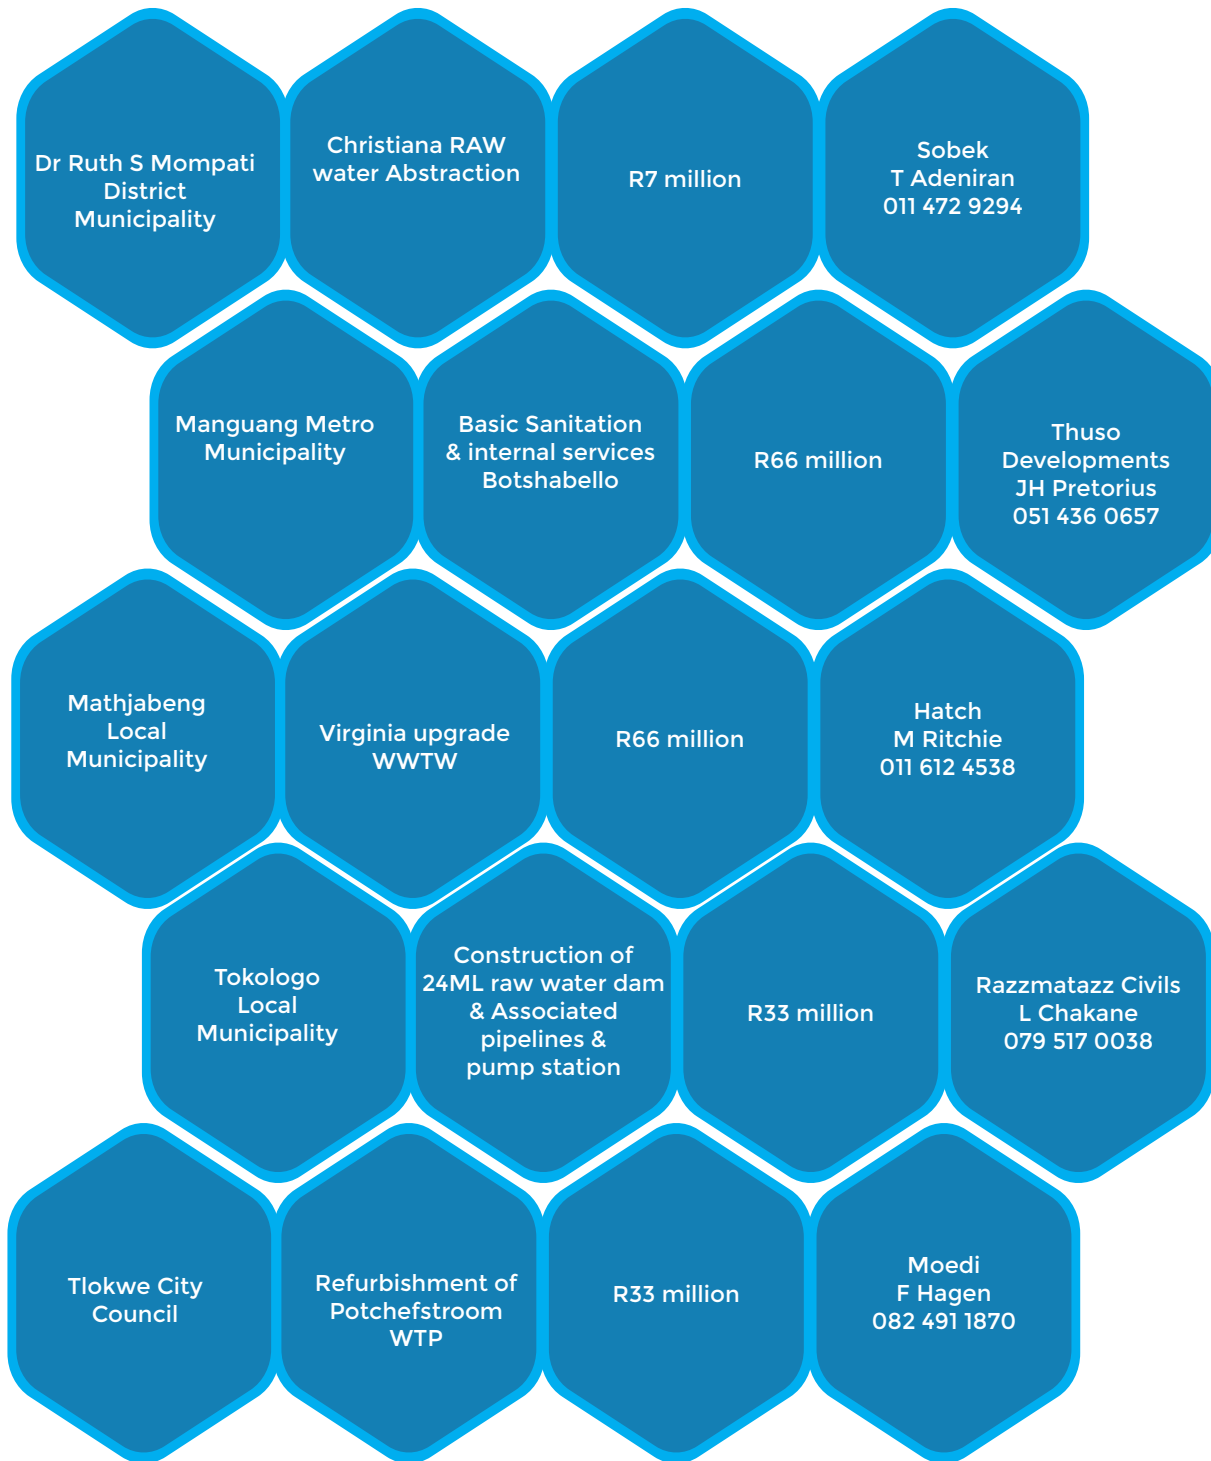 Dr Ruth S Mompati
District
Municipality
Christiana RAW
water Abstraction
R7 million
Sobek
T Adeniran
011 472 9294
Manguang Metro
Municipality
Basic Sanitation
& internal services
Botshabello
R66 million
Thuso
Developments
JH Pretorius
051 436 0657
Mathjabeng
Local
Municipality
Virginia upgrade
WWTW
R66 million
Hatch
M Ritchie
011 612 4538
Tokologo
Local
Municipality
Construction of
24ML raw water dam
& Associated
pipelines &
pump station
R33 million
Razzmatazz Civils
L Chakane
079 517 0038
Tlokwe City
Council
Refurbishment of
Potchefstroom
WTP
R33 million
Moedi
F Hagen
082 491 1870